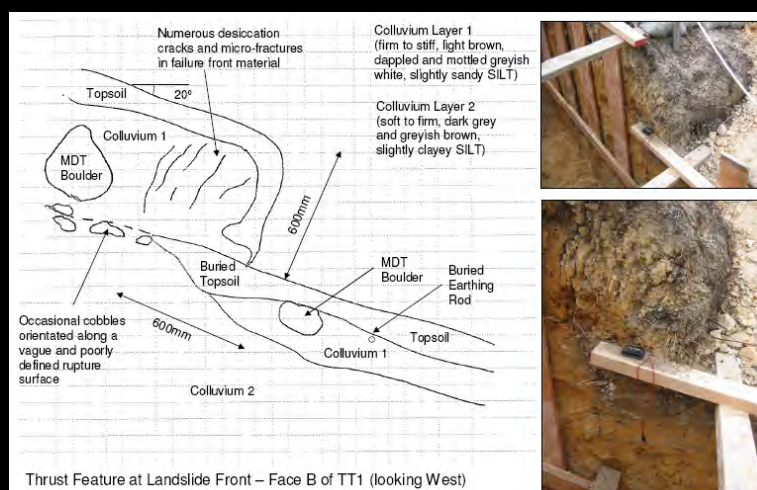 Numerous desiccation
cracks and micro-fractures
in failure front material
Colluvium Layer 1
(firm to stiff, light brown,
dappled and mottled greyish
white, slightly sandy SILT)
Colluvium Layer 2
(soft to firm, dark grey
and greyish brown,
slightly clayey SILT)
Topsoil
20º
Colluvium 1
MDT
Boulder
600mm
Buried
Topsoil
MDT
Boulder
Buried
Earthing
Rod
Occasional cobbles
orientated along a
vague and poorly
defined rupture
surface
600mm
Topsoil
Colluvium 1
Colluvium 2
Thrust Feature at Landslide Front – Face B of TT1 (looking West)